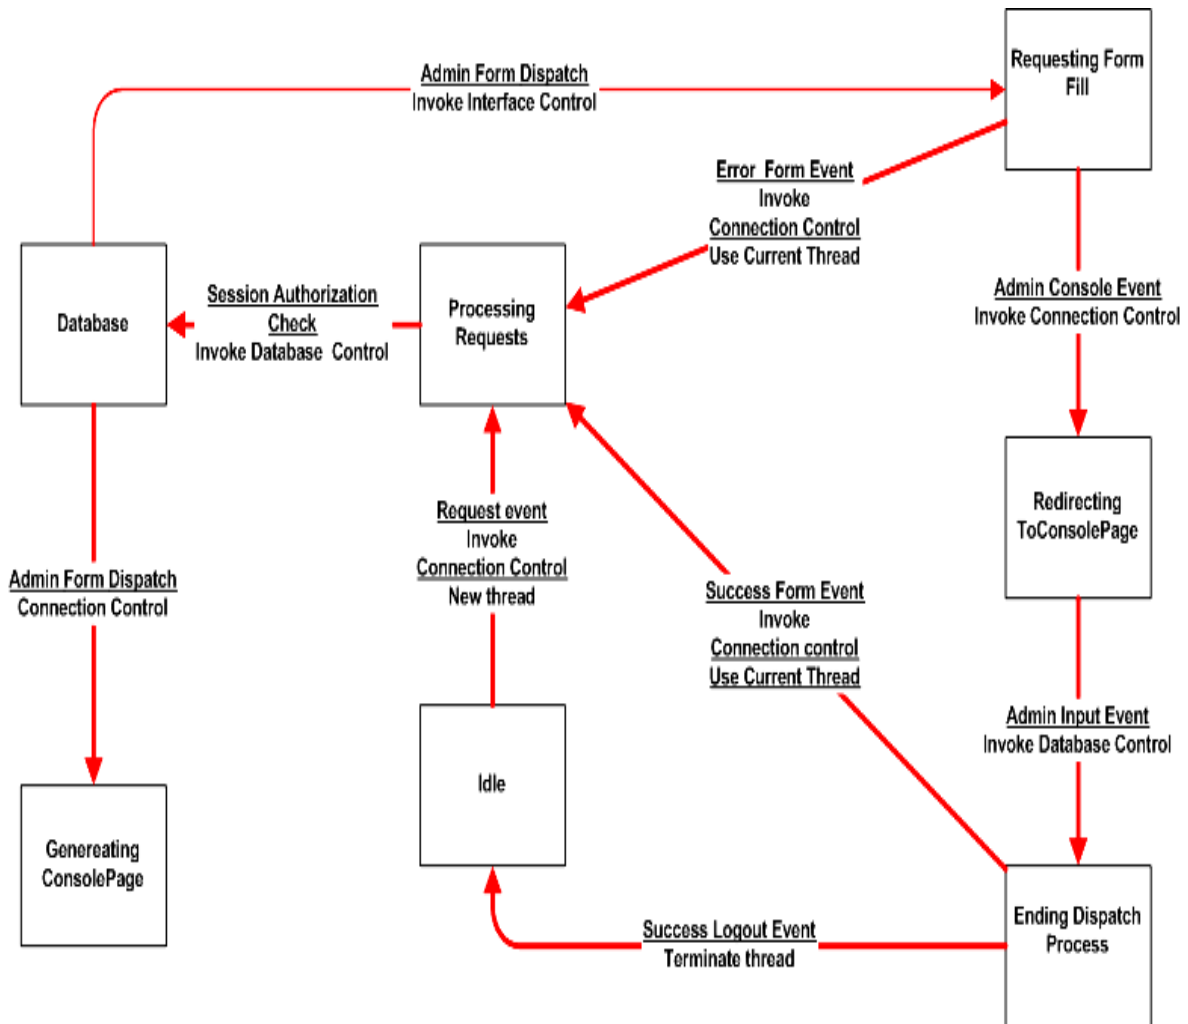 Requesting Form
Fill
Admin Form Dispatch
Invoke Interface Control
Error  Form Event
Invoke
Connection Control
Use Current Thread
Database
Session Authorization
Check
Invoke Database  Control
Processing
Requests
Admin Console Event
Invoke Connection Control
Redirecting
ToConsolePage
Request event
Invoke
Connection Control
New thread
Admin Form Dispatch
Connection Control
Success Form Event
Invoke
Connection control
Use Current Thread
Admin Input Event
Invoke Database Control
Idle
Genereating
ConsolePage
Success Logout Event
Terminate thread
Ending Dispatch
Process